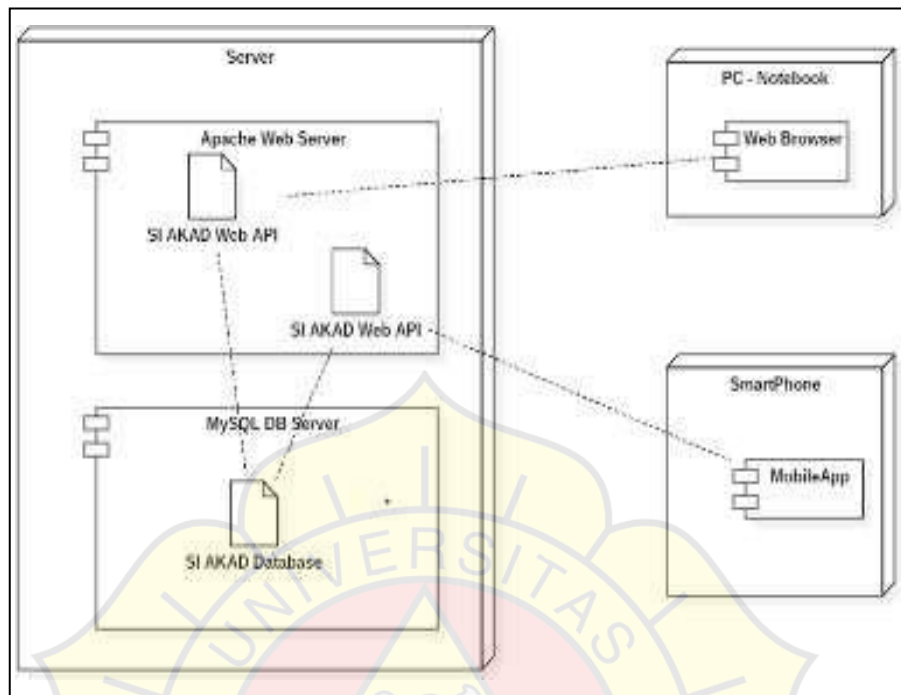 Server
Apache Web Server
SI AKAD Web API
SI AKAD Web API
MySQL DB Server
SI AKAD Database
PC - Notebook
Web Browser
SmartPhone
MobileApp
UNIVERSITAS